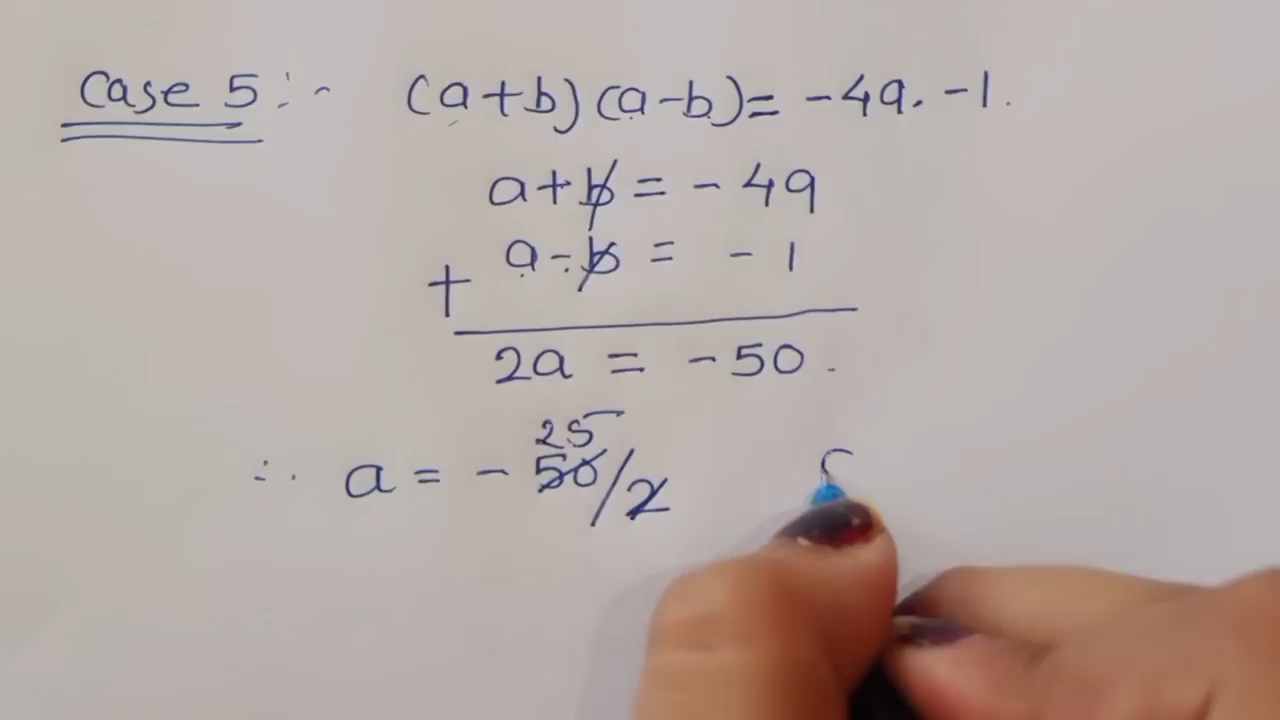 Case 5 :- (a+b)(a-b) = -49. -1.
a+b = -49
+ a-b = -1
2a = -50.
∴ a = -50/2
25